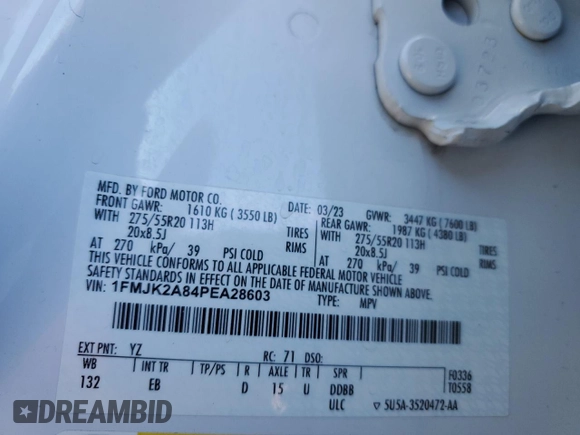 MFD. BY FORD MOTOR CO.
DATE: 03/23 GVWR: 3447 KG (7600 LB)
FRONT GAWR: 1610 KG (3550 LB)
REAR GAWR: 1987 KG (4380 LB)
WITH 275/55R20 113H TIRES
WITH 275/55R20 113H TIRES
20x8.5J RIMS
20x8.5J RIMS
AT 270 kPa/ 39 PSI COLD
AT 270 kPa/ 39 PSI COLD
THIS VEHICLE CONFORMS TO ALL APPLICABLE FEDERAL MOTOR VEHICLE
SAFETY STANDARDS IN EFFECT ON THE DATE OF MANUFACTURE SHOWN ABOVE.
VIN: 1FMJK2A84PEA28603
TYPE: MPV
EXT PNT: YZ RC: 71 DSO:
WB INT TR TP/PS R AXLE TR SPR F0336
132 EB D 15 U DDBB T0558
ULC ▽ 5U5A-3520472-AA
DREAMBID